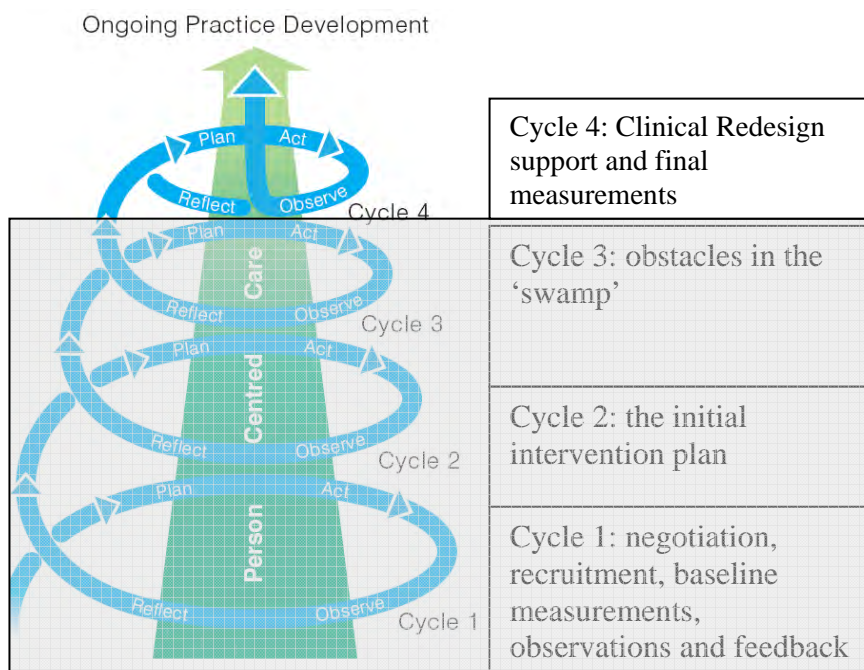 Ongoing Practice Development
Plan Act
Reflect Observe
Cycle 4
Cycle 4: Clinical Redesign
support and final
measurements
Plan Act
Reflect Observe
Cycle 3
Cycle 3: obstacles in the
‘swamp’
Plan Act
Reflect Observe
Cycle 2
Cycle 2: the initial
intervention plan
Plan Act
Reflect Observe
Cycle 1
Cycle 1: negotiation,
recruitment, baseline
measurements,
observations and feedback
Person Centred Care